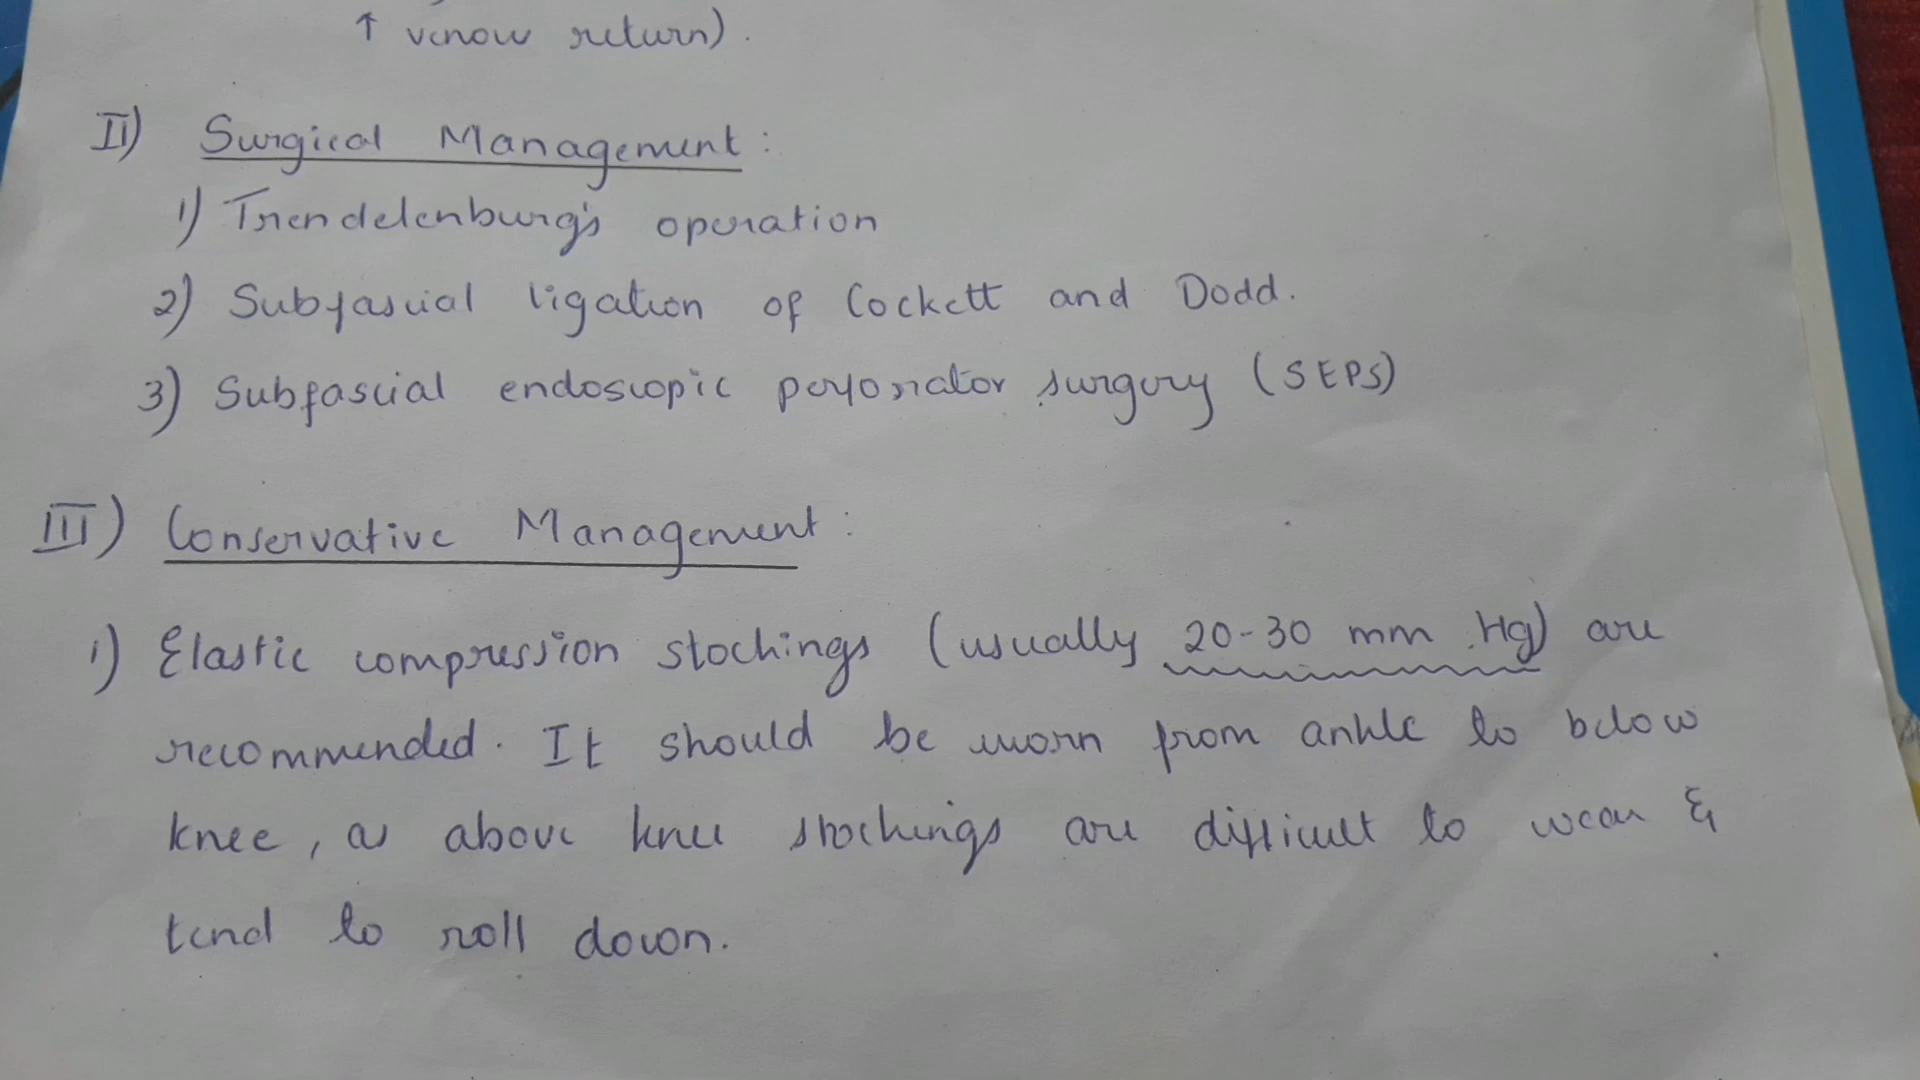 ↑ venous return).
II) Surgical Management:
1) Trendelenburg's operation
2) Subfascial ligation of Cockett and Dodd.
3) Subfascial endoscopic perforator surgery (SEPS)
III) Conservative Management:
1) Elastic compression stockings (usually 20-30 mm Hg) are
recommended. It should be worn from ankle to below
knee, as above knee stockings are difficult to wear &
tend to roll down.